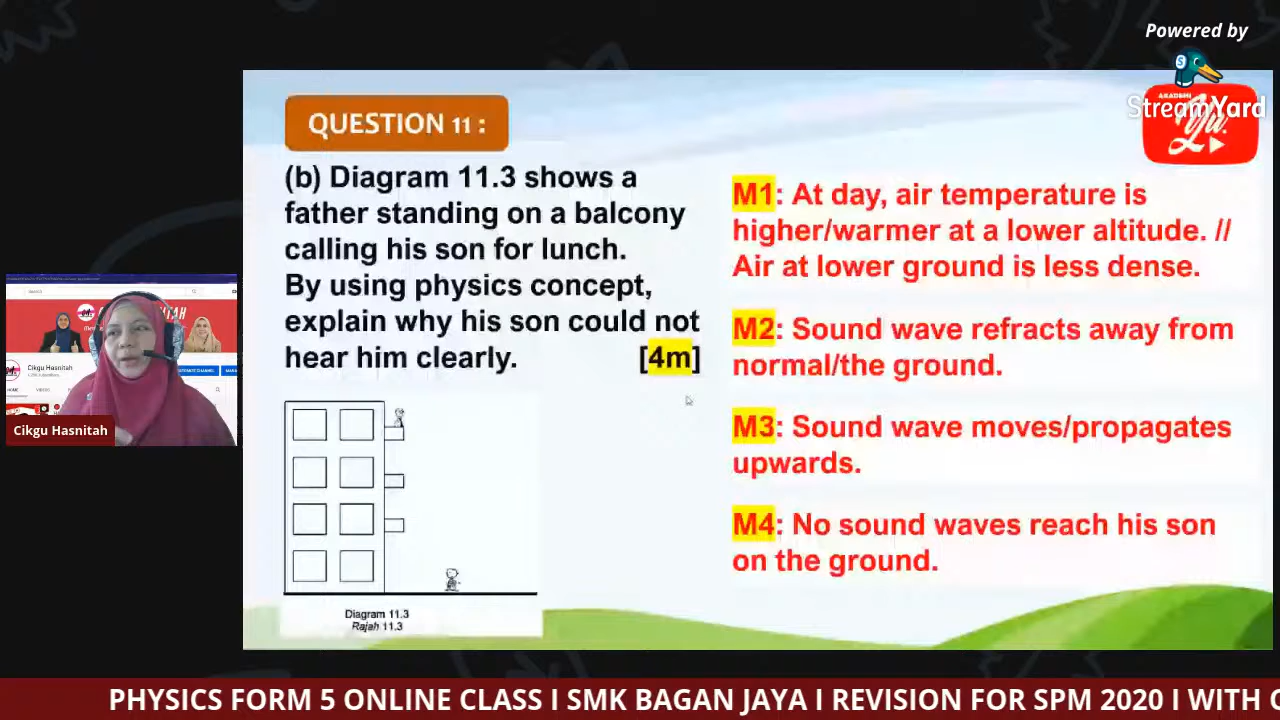 Powered by
StreamYard
AKADEMI
QUESTION 11 :
(b) Diagram 11.3 shows a
father standing on a balcony
calling his son for lunch.
By using physics concept,
explain why his son could not
hear him clearly. [4m]
Diagram 11.3
Rajah 11.3
M1: At day, air temperature is
higher/warmer at a lower altitude. //
Air at lower ground is less dense.
M2: Sound wave refracts away from
normal/the ground.
M3: Sound wave moves/propagates
upwards.
M4: No sound waves reach his son
on the ground.
Cikgu Hasnitah
Cikgu Hasnitah
PHYSICS FORM 5 ONLINE CLASS I SMK BAGAN JAYA I REVISION FOR SPM 2020 I WITH C